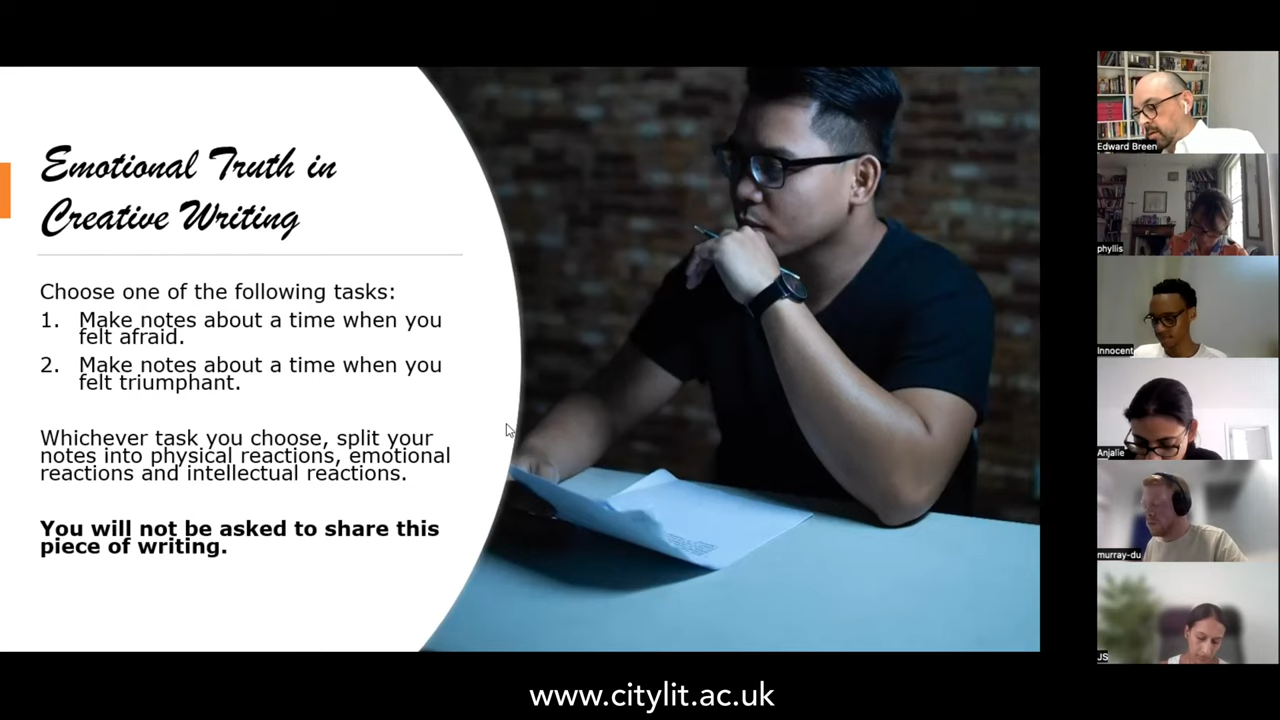 Emotional Truth in
Creative Writing
Choose one of the following tasks:
1. Make notes about a time when you
felt afraid.
2. Make notes about a time when you
felt triumphant.
Whichever task you choose, split your
notes into physical reactions, emotional
reactions and intellectual reactions.
You will not be asked to share this
piece of writing.
Edward Breen
phyllis
Innocent
Anjalie
murray-du
JS
www.citylit.ac.uk